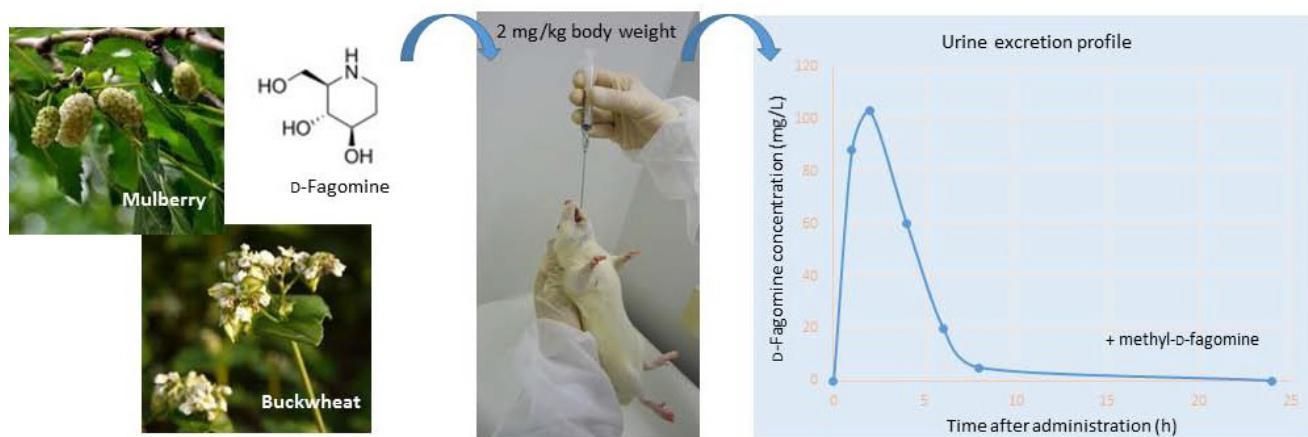 Mulberry
Buckwheat
HO
NH
HO
OH
D-Fagomine
2 mg/kg body weight
Urine excretion profile
D-Fagomine concentration (mg/L)
120
100
80
60
40
20
0
+ methyl-D-fagomine
0 5 10 15 20 25
Time after administration (h)